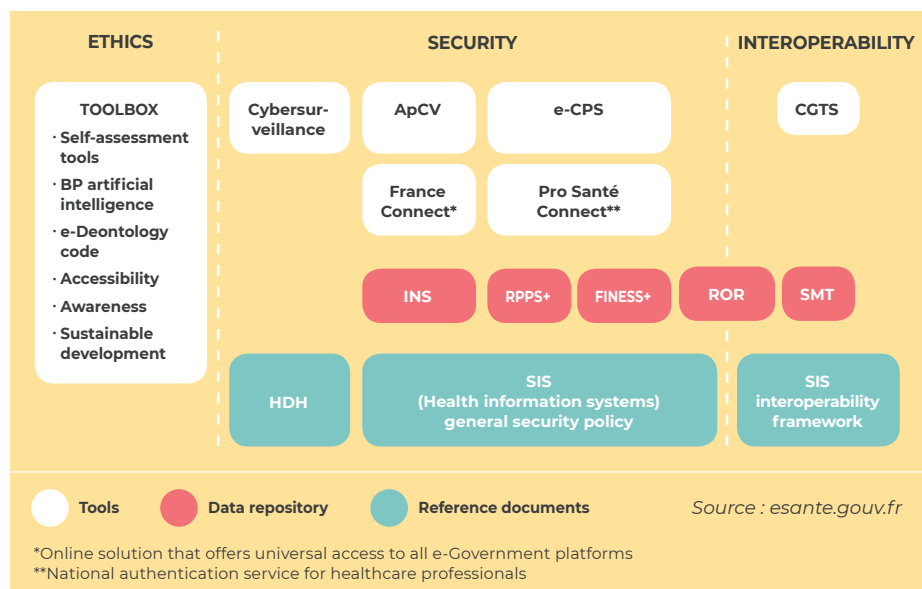 ETHICS
SECURITY
INTEROPERABILITY
TOOLBOX
· Self-assessment
tools
· BP artificial
intelligence
· e-Deontology
code
· Accessibility
· Awareness
· Sustainable
development
Cybersur-
veillance
ApCV
e-CPS
CGTS
France
Connect*
Pro Santé
Connect**
INS
RPPS+
FINESS+
ROR
SMT
HDH
SIS
(Health information systems)
general security policy
SIS
interoperability
framework
Tools
Data repository
Reference documents
Source : esante.gouv.fr
*Online solution that offers universal access to all e-Government platforms
**National authentication service for healthcare professionals